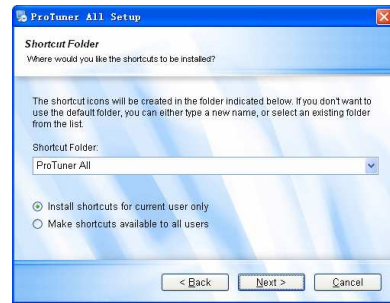 ProTuner All Setup
Shortcut Folder
Where would you like the shortcuts to be installed?
The shortcut icons will be created in the folder indicated below. If you don't want to
use the default folder, you can either type a new name, or select an existing folder
from the list.
Shortcut Folder:
ProTuner All
Install shortcuts for current user only
Make shortcuts available to all users
< Back
Next >
Cancel